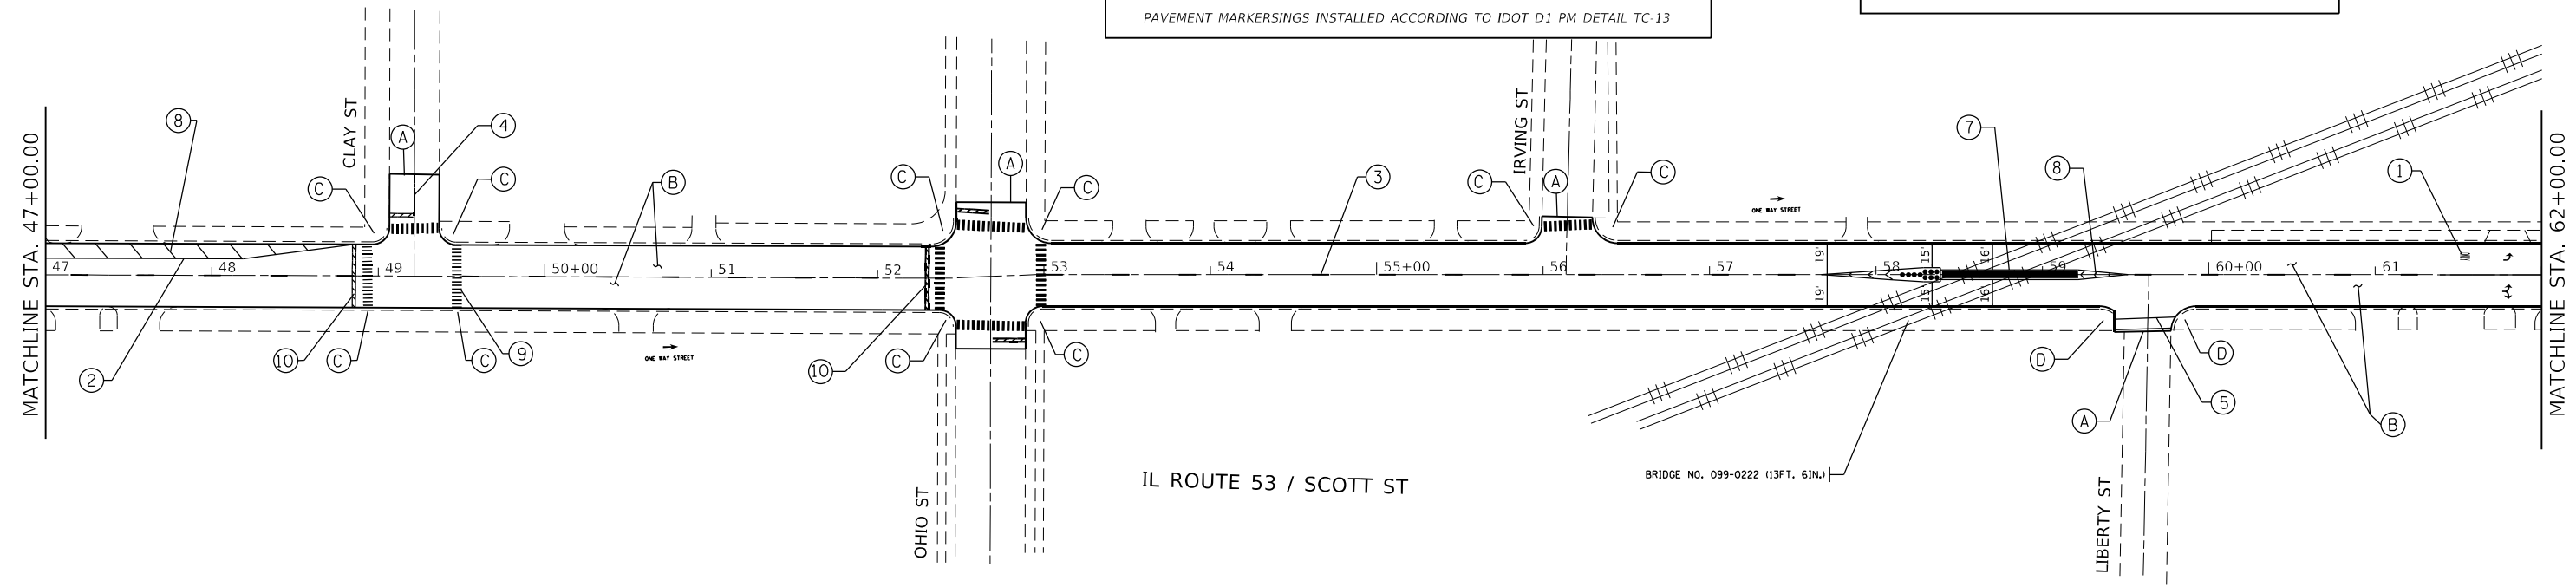 PAVEMENT MARKERSINGS INSTALLED ACCORDING TO IDOT D1 PM DETAIL TC-13
MATCHLINE STA. 47+00.00
MATCHLINE STA. 62+00.00
CLAY ST
IRVING ST
8
A
4
C
C
B
C
A
C
3
C
A
C
7
8
1
ONE WAY STREET
47
48
49
50+00
51
52
53
54
55+00
56
57
58
59
60+00
61
19'
15'
16'
19'
15'
16'
2
10
C
C
9
ONE WAY STREET
10
C
C
D
D
A
5
B
BRIDGE NO. 099-0222 (13FT. 6IN.)
IL ROUTE 53 / SCOTT ST
OHIO ST
LIBERTY ST